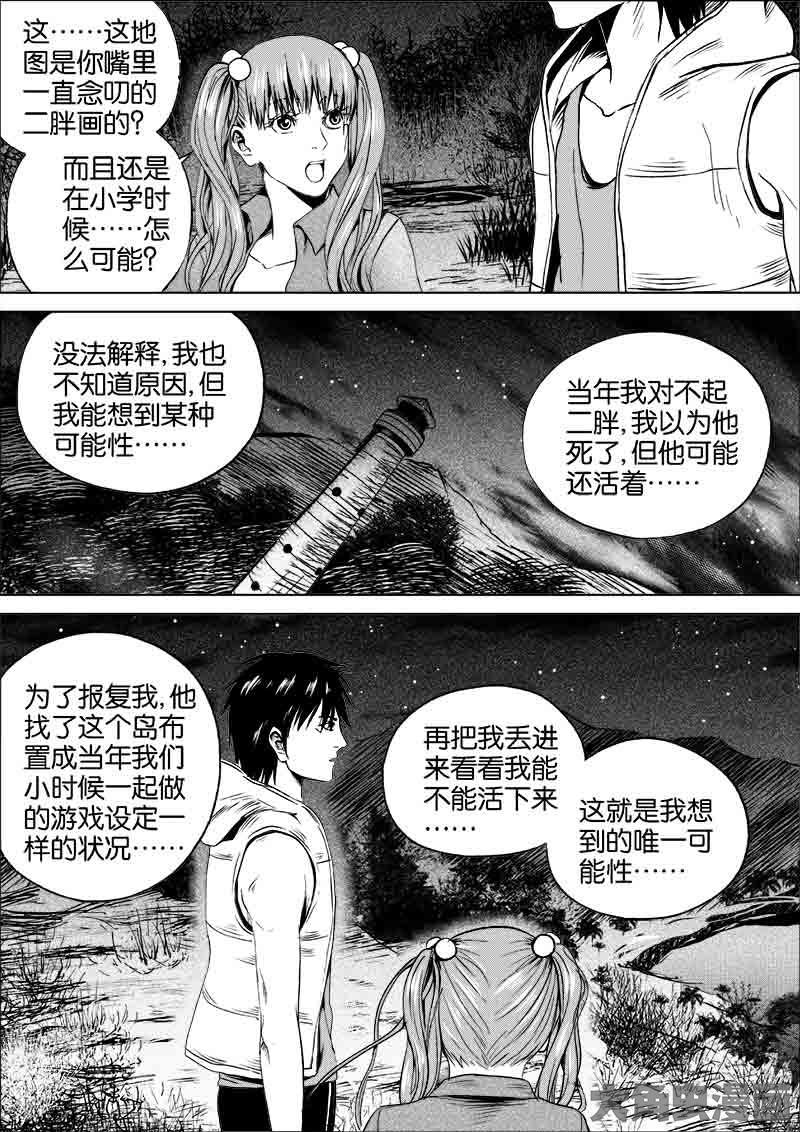 这……这地
图是你嘴里
一直念叨的
二胖画的？
而且还是
在小学时
候……怎
么可能？
没法解释，我也
不知道原因，但
我能想到某种
可能性……
当年我对不起
二胖，我以为他
死了，但他可能
还活着……
为了报复我，他
找了这个岛布
置成当年我们
小时候一起做
的游戏设定一
样的状况……
再把我丢进
来看看我能
不能活下来
……
这就是我想
到的唯一可
能性……
大角虫漫画